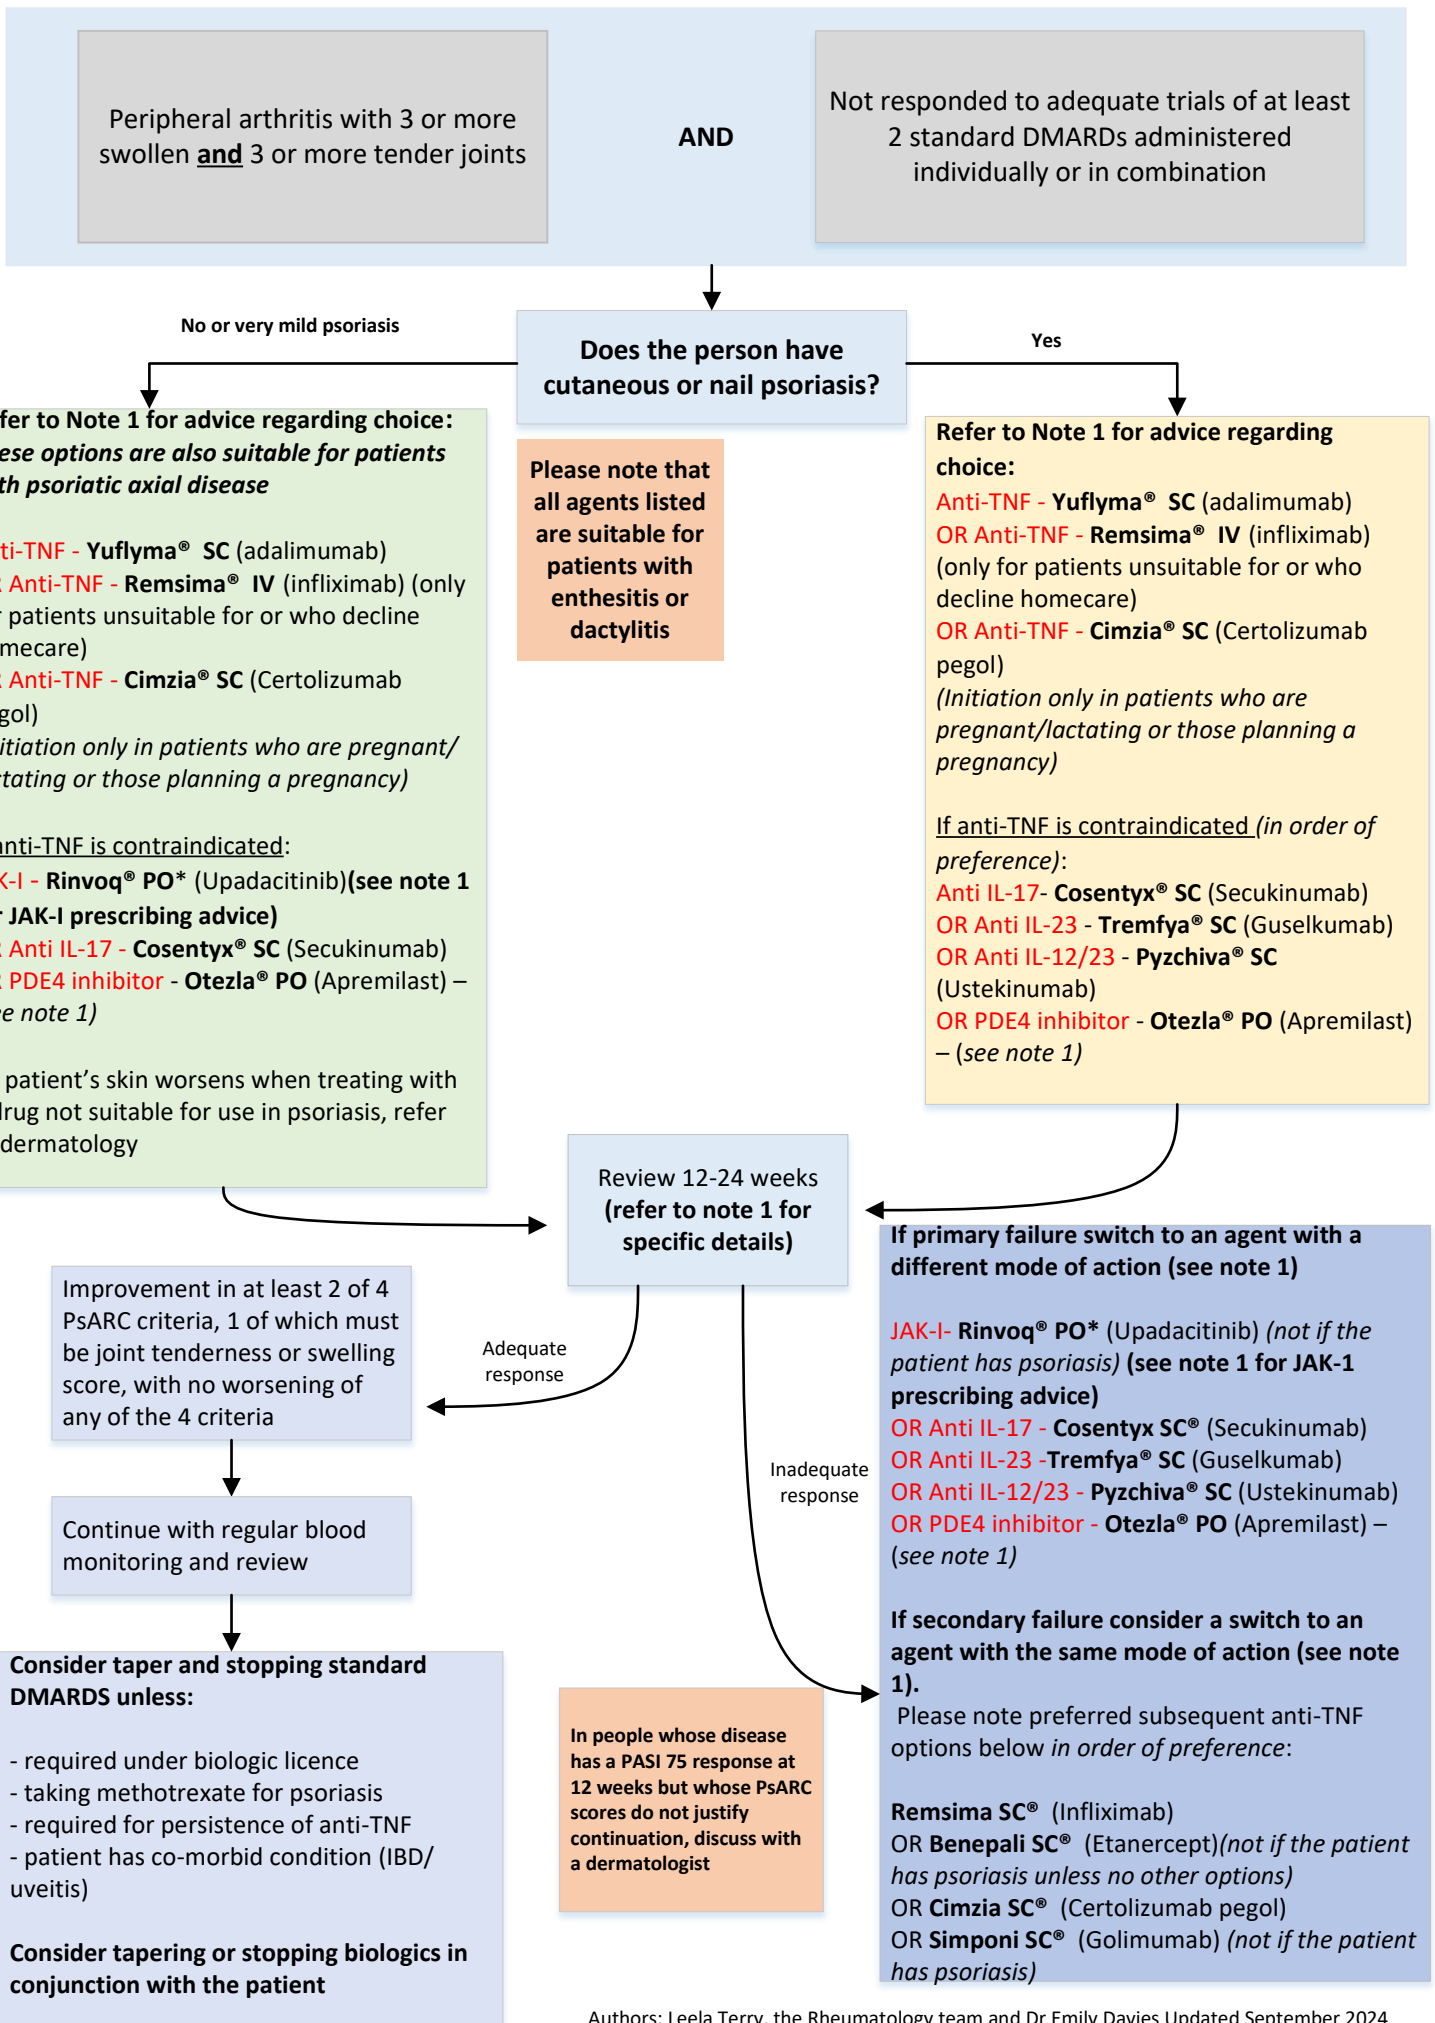 Peripheral arthritis with 3 or more
swollen and 3 or more tender joints
AND
Not responded to adequate trials of at least
2 standard DMARDs administered
individually or in combination
No or very mild psoriasis
Does the person have
cutaneous or nail psoriasis?
Yes
fer to Note 1 for advice regarding choice:
ese options are also suitable for patients
th psoriatic axial disease
ti-TNF - Yuflyma® SC (adalimumab)
R Anti-TNF - Remsima® IV (infliximab) (only
r patients unsuitable for or who decline
mecare)
R Anti-TNF - Cimzia® SC (Certolizumab
gol)
itiation only in patients who are pregnant/
ctating or those planning a pregnancy)
anti-TNF is contraindicated:
K-I - Rinvoq® PO* (Upadacitinib)(see note 1
r JAK-I prescribing advice)
R Anti IL-17 - Cosentyx® SC (Secukinumab)
R PDE4 inhibitor - Otezla® PO (Apremilast) –
e note 1)
patient’s skin worsens when treating with
drug not suitable for use in psoriasis, refer
dermatology
Please note that
all agents listed
are suitable for
patients with
enthesitis or
dactylitis
Refer to Note 1 for advice regarding
choice:
Anti-TNF - Yuflyma® SC (adalimumab)
OR Anti-TNF - Remsima® IV (infliximab)
(only for patients unsuitable for or who
decline homecare)
OR Anti-TNF - Cimzia® SC (Certolizumab
pegol)
(Initiation only in patients who are
pregnant/lactating or those planning a
pregnancy)
If anti-TNF is contraindicated (in order of
preference):
Anti IL-17- Cosentyx® SC (Secukinumab)
OR Anti IL-23 - Tremfya® SC (Guselkumab)
OR Anti IL-12/23 - Pyzchiva® SC
(Ustekinumab)
OR PDE4 inhibitor - Otezla® PO (Apremilast)
– (see note 1)
Review 12-24 weeks
(refer to note 1 for
specific details)
Improvement in at least 2 of 4
PsARC criteria, 1 of which must
be joint tenderness or swelling
score, with no worsening of
any of the 4 criteria
Adequate
response
Inadequate
response
Continue with regular blood
monitoring and review
Consider taper and stopping standard
DMARDS unless:
- required under biologic licence
- taking methotrexate for psoriasis
- required for persistence of anti-TNF
- patient has co-morbid condition (IBD/
uveitis)
Consider tapering or stopping biologics in
conjunction with the patient
In people whose disease
has a PASI 75 response at
12 weeks but whose PsARC
scores do not justify
continuation, discuss with
a dermatologist
If primary failure switch to an agent with a
different mode of action (see note 1)
JAK-I- Rinvoq® PO* (Upadacitinib) (not if the
patient has psoriasis) (see note 1 for JAK-1
prescribing advice)
OR Anti IL-17 - Cosentyx SC® (Secukinumab)
OR Anti IL-23 -Tremfya® SC (Guselkumab)
OR Anti IL-12/23 - Pyzchiva® SC (Ustekinumab)
OR PDE4 inhibitor - Otezla® PO (Apremilast) –
(see note 1)
If secondary failure consider a switch to an
agent with the same mode of action (see note
1).
Please note preferred subsequent anti-TNF
options below in order of preference:
Remsima SC® (Infliximab)
OR Benepali SC® (Etanercept)(not if the patient
has psoriasis unless no other options)
OR Cimzia SC® (Certolizumab pegol)
OR Simponi SC® (Golimumab) (not if the patient
has psoriasis)
Authors: Leela Terry, the Rheumatology team and Dr Emily Davies Updated September 2024